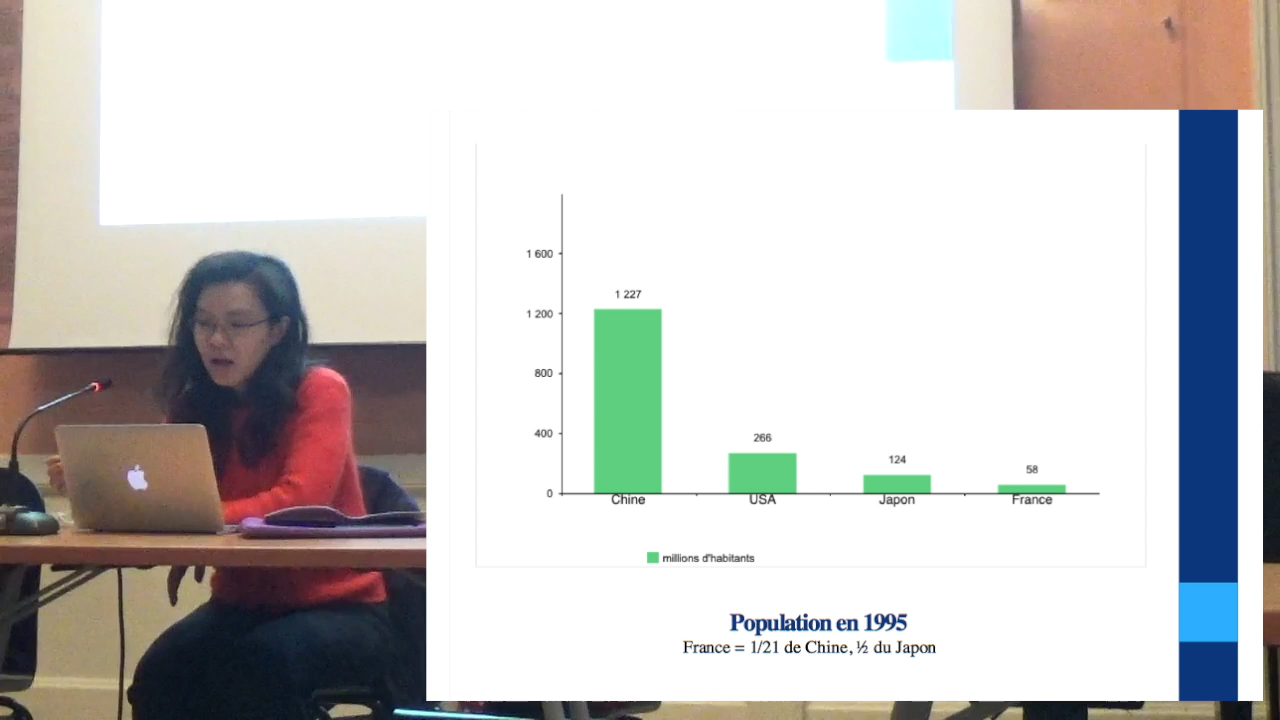 1 600
1 227
1 200
800
400
266
124
58
0
Chine
USA
Japon
France
millions d'habitants
Population en 1995
France = 1/21 de Chine, ½ du Japon